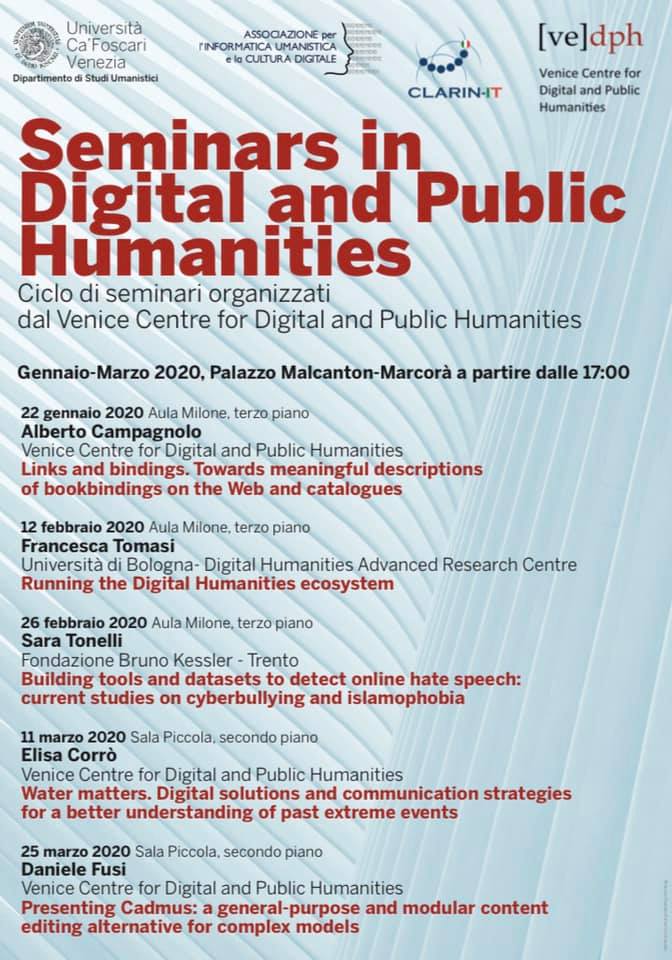 Università
Ca'Foscari
Venezia
Dipartimento di Studi Umanistici
ASSOCIAZIONE per
l'INFORMATICA UMANISTICA
e la CULTURA DIGITALE
CLARIN-IT
[ve]dph
Venice Centre for
Digital and Public
Humanities
Seminars in
Digital and Public
Humanities
Ciclo di seminari organizzati
dal Venice Centre for Digital and Public Humanities
Gennaio-Marzo 2020, Palazzo Malcanton-Marcorà a partire dalle 17:00
22 gennaio 2020 Aula Milone, terzo piano
Alberto Campagnolo
Venice Centre for Digital and Public Humanities
Links and bindings. Towards meaningful descriptions
of bookbindings on the Web and catalogues
12 febbraio 2020 Aula Milone, terzo piano
Francesca Tomasi
Università di Bologna- Digital Humanities Advanced Research Centre
Running the Digital Humanities ecosystem
26 febbraio 2020 Aula Milone, terzo piano
Sara Tonelli
Fondazione Bruno Kessler - Trento
Building tools and datasets to detect online hate speech:
current studies on cyberbullying and islamophobia
11 marzo 2020 Sala Piccola, secondo piano
Elisa Corrò
Venice Centre for Digital and Public Humanities
Water matters. Digital solutions and communication strategies
for a better understanding of past extreme events
25 marzo 2020 Sala Piccola, secondo piano
Daniele Fusi
Venice Centre for Digital and Public Humanities
Presenting Cadmus: a general-purpose and modular content
editing alternative for complex models